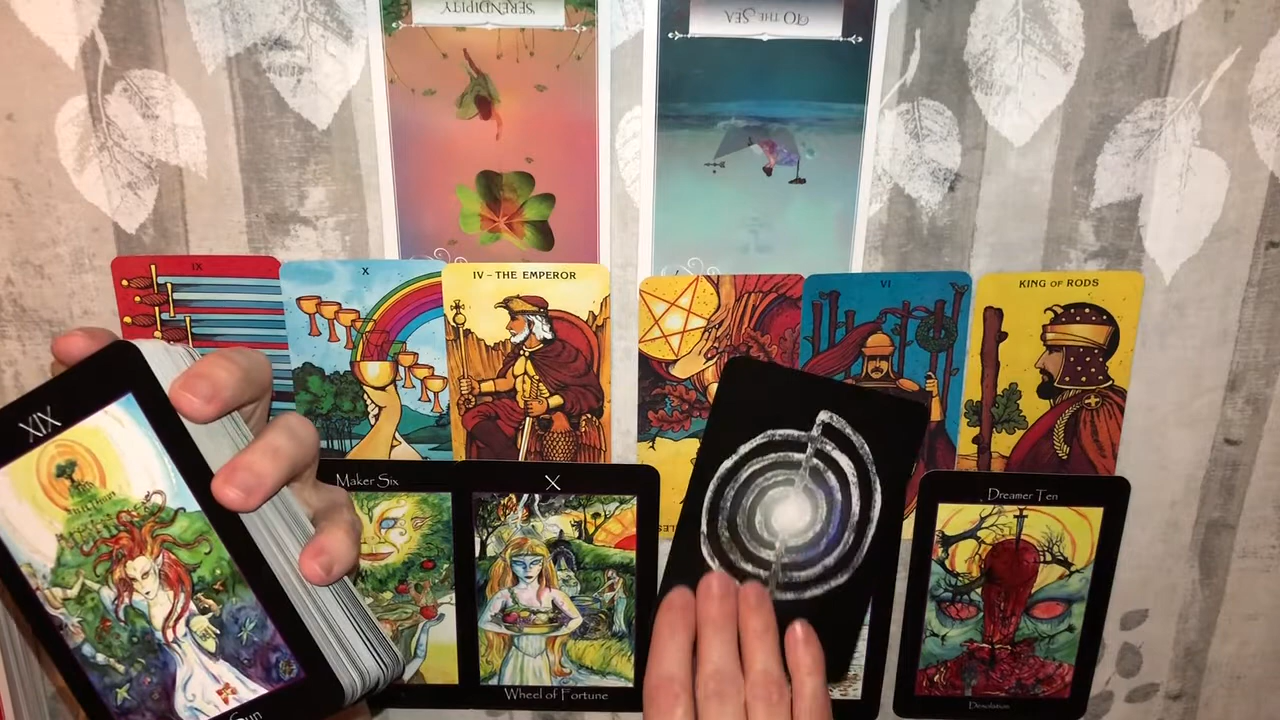 SERENDIPITY
TO THE SEA
IX
X
IV - THE EMPEROR
VI
KING OF RODS
XIX
Sun
Maker Six
X
Wheel of Fortune
Dreamer Ten
Desolation